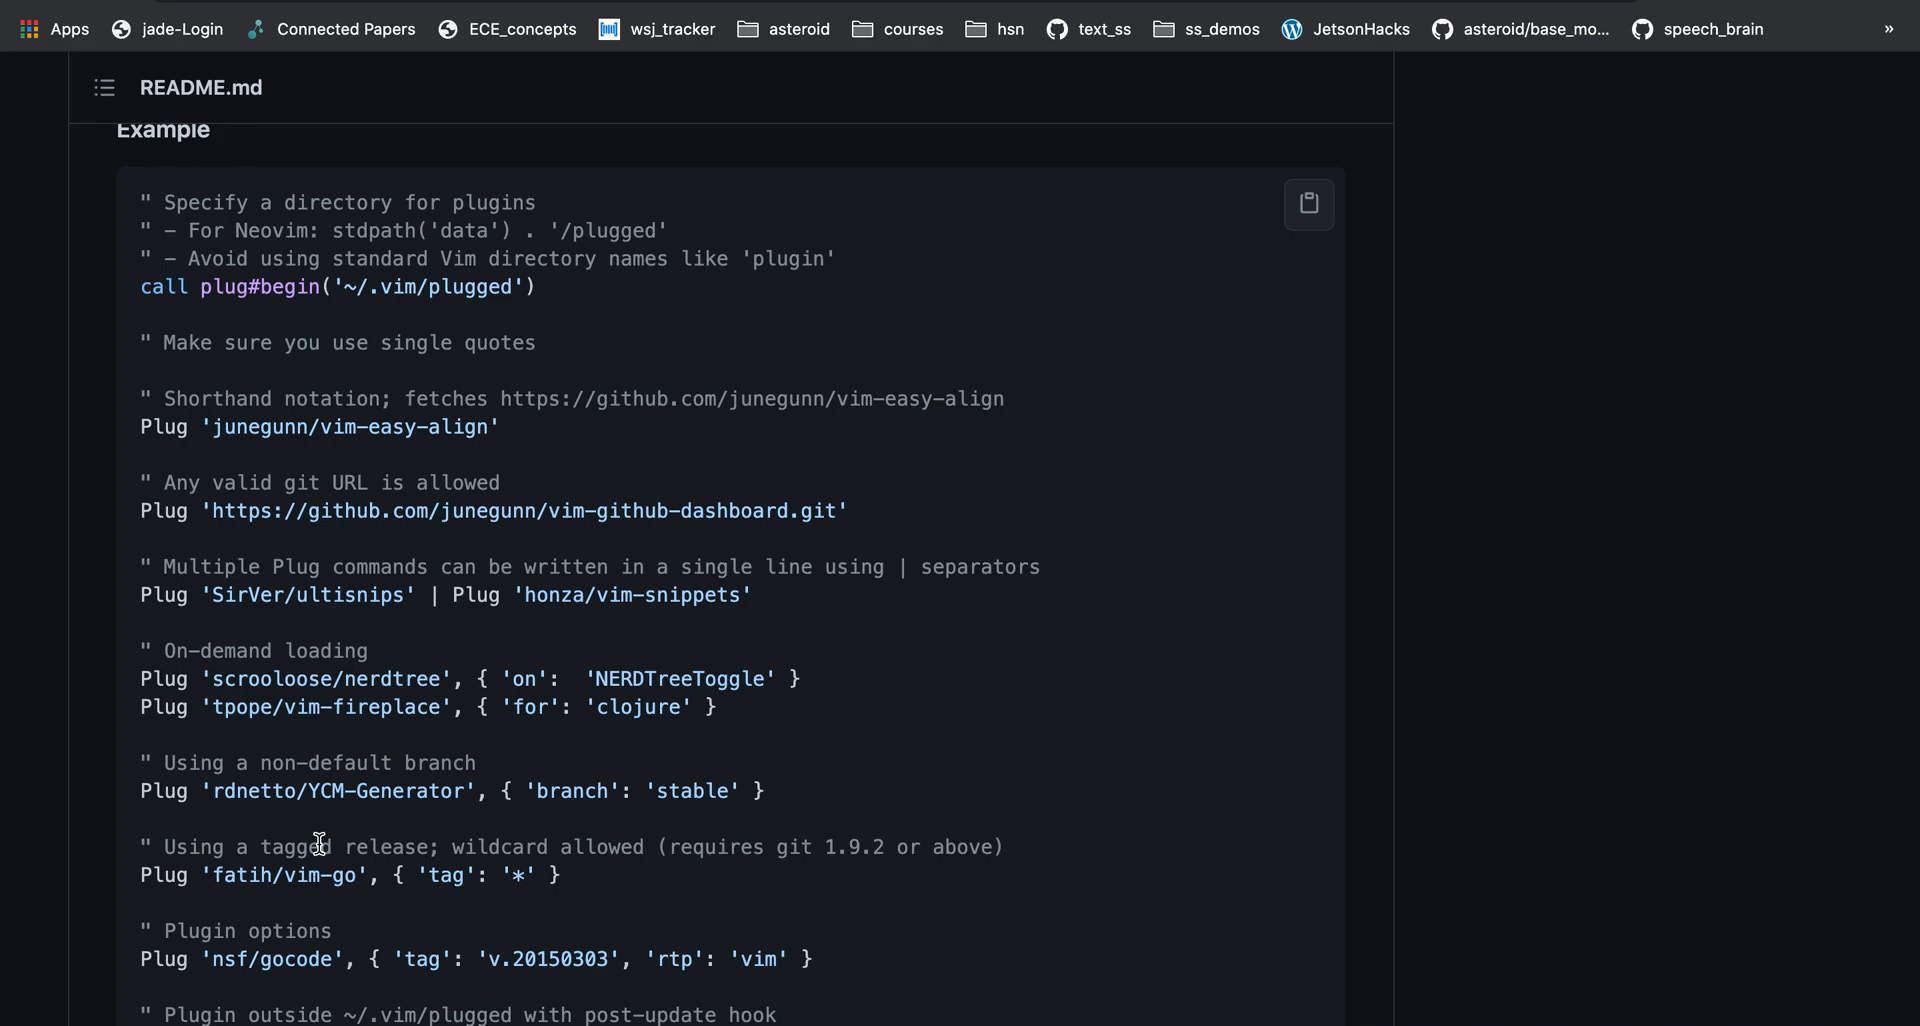 Apps jade-Login Connected Papers ECE_concepts wsj_tracker asteroid courses hsn text_ss ss_demos JetsonHacks asteroid/base_mo... speech_brain »
README.md
Example
" Specify a directory for plugins
" - For Neovim: stdpath('data') . '/plugged'
" - Avoid using standard Vim directory names like 'plugin'
call plug#begin('~/.vim/plugged')
" Make sure you use single quotes
" Shorthand notation; fetches https://github.com/junegunn/vim-easy-align
Plug 'junegunn/vim-easy-align'
" Any valid git URL is allowed
Plug 'https://github.com/junegunn/vim-github-dashboard.git'
" Multiple Plug commands can be written in a single line using | separators
Plug 'SirVer/ultisnips' | Plug 'honza/vim-snippets'
" On-demand loading
Plug 'scrooloose/nerdtree', { 'on':  'NERDTreeToggle' }
Plug 'tpope/vim-fireplace', { 'for': 'clojure' }
" Using a non-default branch
Plug 'rdnetto/YCM-Generator', { 'branch': 'stable' }
" Using a tagged release; wildcard allowed (requires git 1.9.2 or above)
Plug 'fatih/vim-go', { 'tag': '*' }
" Plugin options
Plug 'nsf/gocode', { 'tag': 'v.20150303', 'rtp': 'vim' }
" Plugin outside ~/.vim/plugged with post-update hook